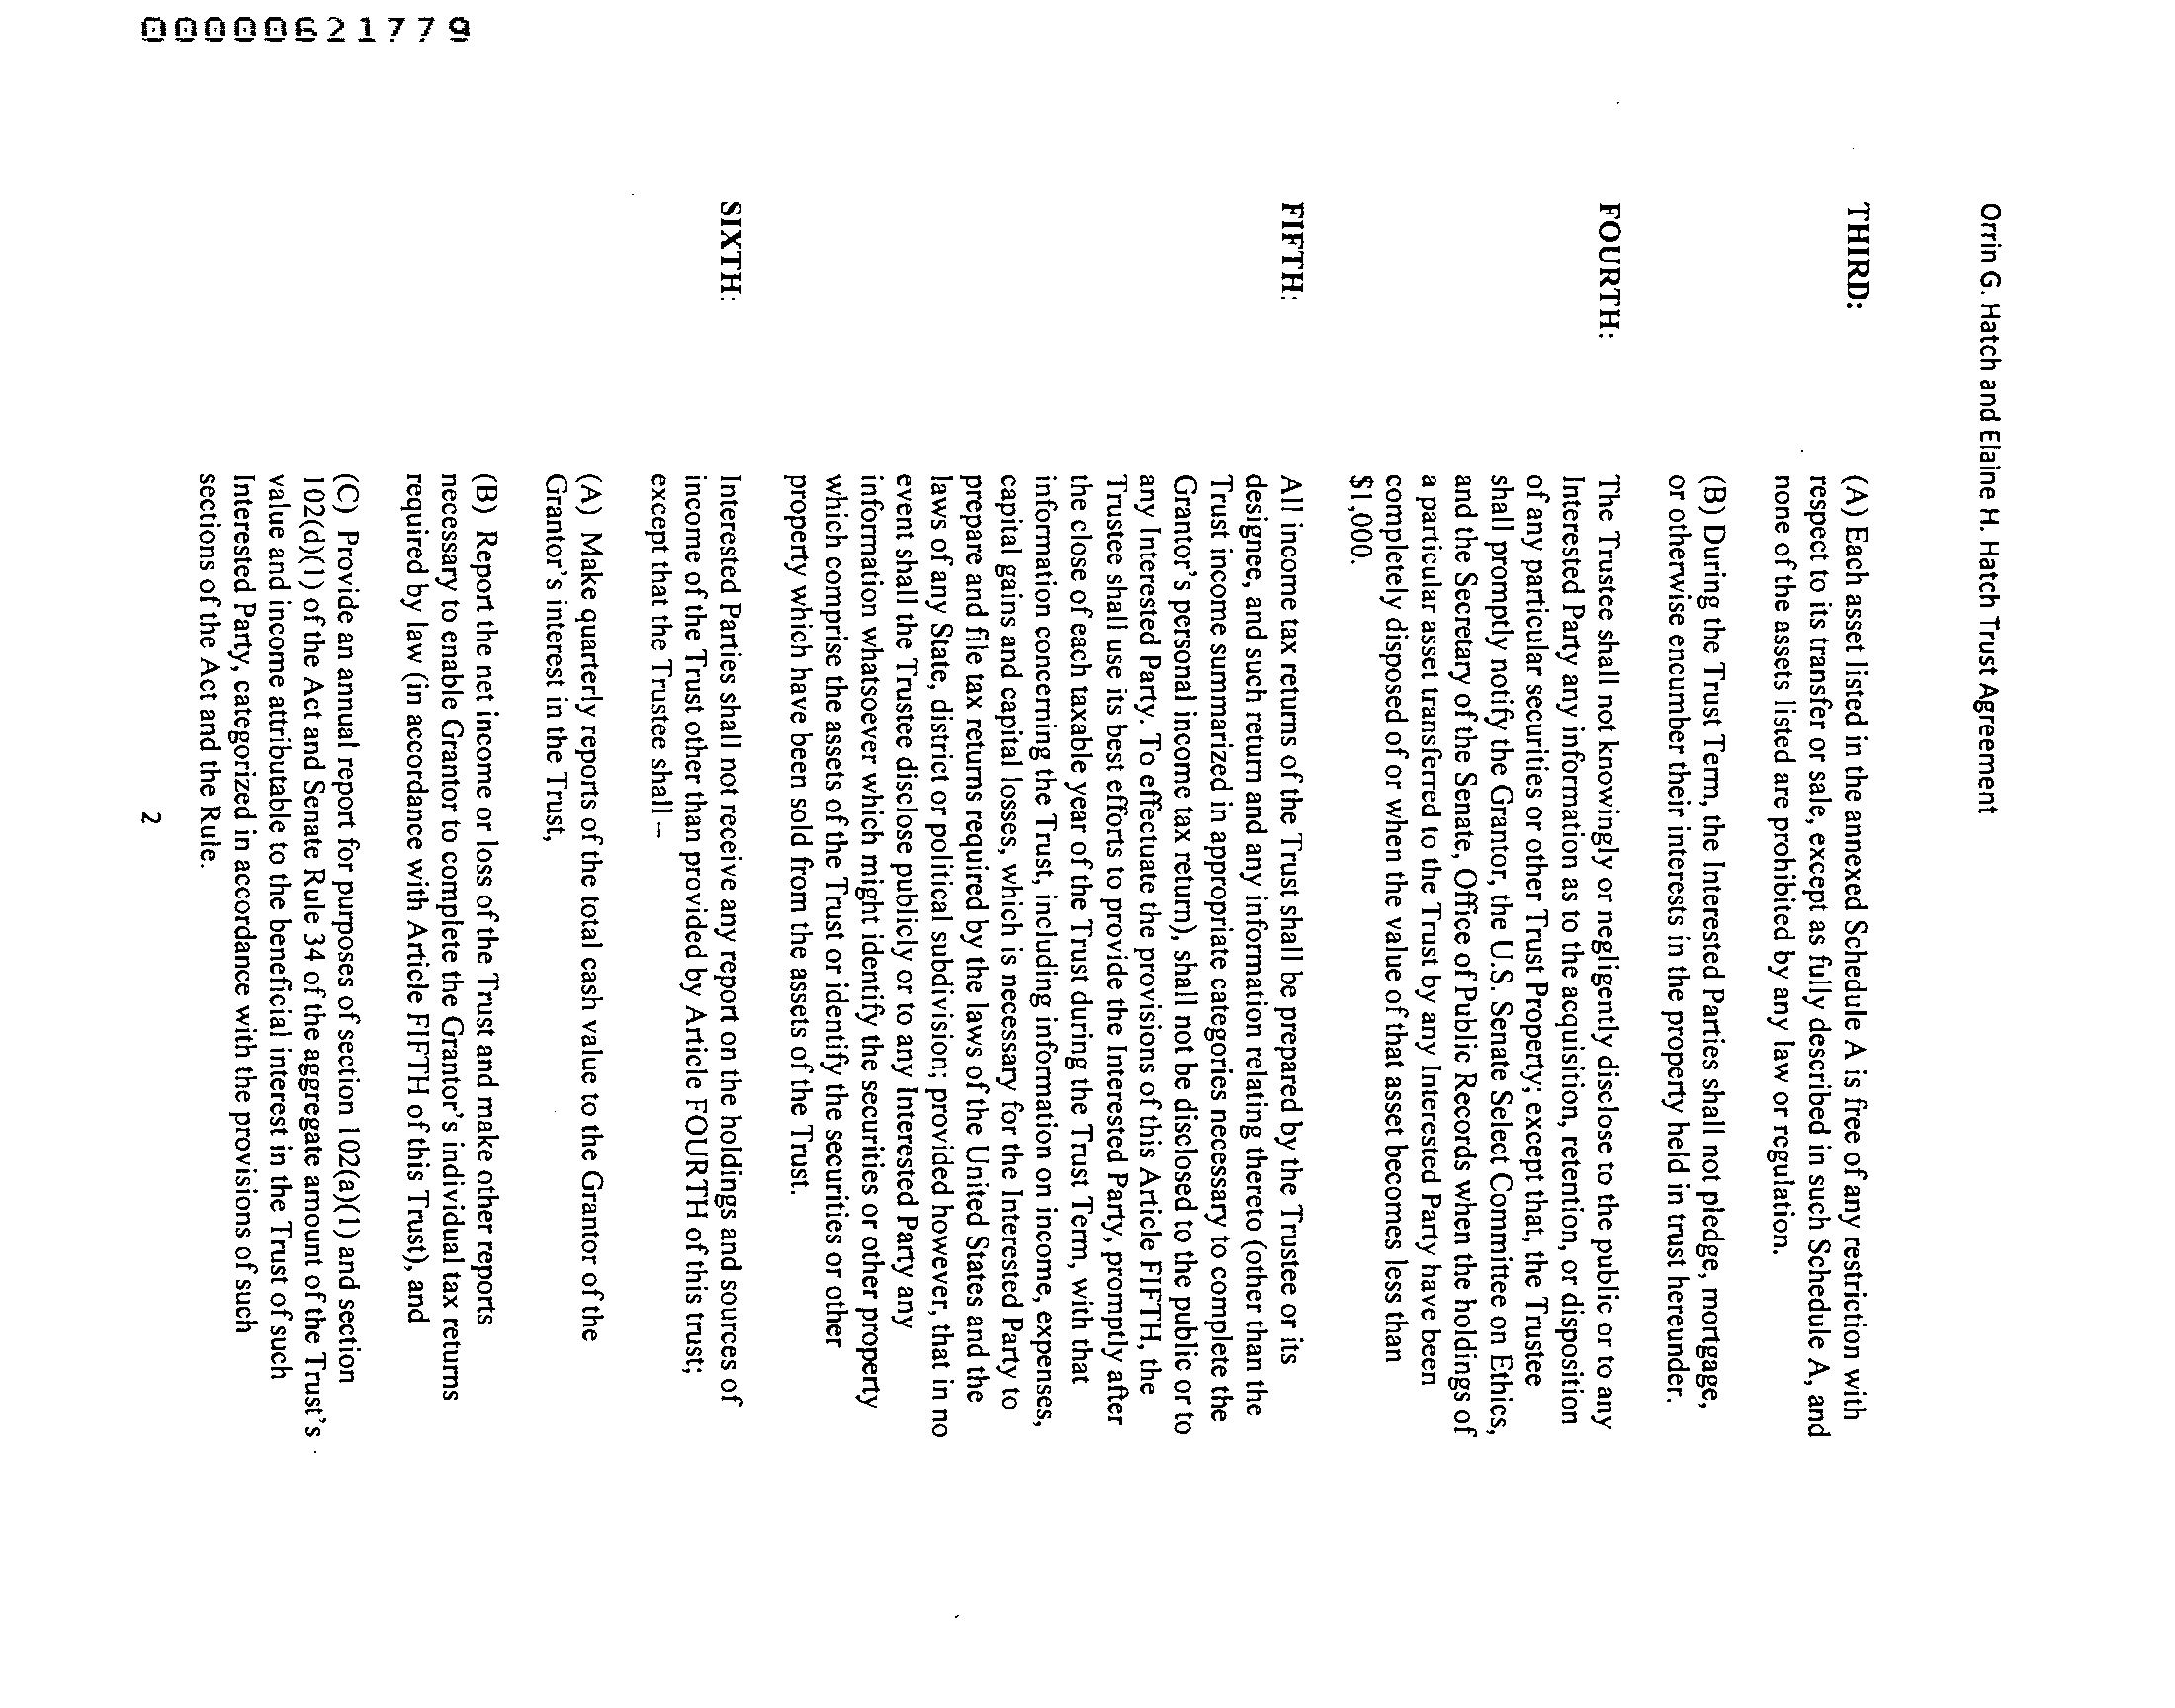 00000621779
Orrin G. Hatch and Elaine H. Hatch Trust Agreement
THIRD:
(A) Each asset listed in the annexed Schedule A is free of any restriction with
respect to its transfer or sale, except as fully described in such Schedule A, and
none of the assets listed are prohibited by any law or regulation.
(B) During the Trust Term, the Interested Parties shall not pledge, mortgage,
or otherwise encumber their interests in the property held in trust hereunder.
FOURTH:
The Trustee shall not knowingly or negligently disclose to the public or to any
Interested Party any information as to the acquisition, retention, or disposition
of any particular securities or other Trust Property; except that, the Trustee
shall promptly notify the Grantor, the U.S. Senate Select Committee on Ethics,
and the Secretary of the Senate, Office of Public Records when the holdings of
a particular asset transferred to the Trust by any Interested Party have been
completely disposed of or when the value of that asset becomes less than
$1,000.
FIFTH:
All income tax returns of the Trust shall be prepared by the Trustee or its
designee, and such return and any information relating thereto (other than the
Trust income summarized in appropriate categories necessary to complete the
Grantor's personal income tax return), shall not be disclosed to the public or to
any Interested Party. To effectuate the provisions of this Article FIFTH, the
Trustee shall use its best efforts to provide the Interested Party, promptly after
the close of each taxable year of the Trust during the Trust Term, with that
information concerning the Trust, including information on income, expenses,
capital gains and capital losses, which is necessary for the Interested Party to
prepare and file tax returns required by the laws of the United States and the
laws of any State, district or political subdivision; provided however, that in no
event shall the Trustee disclose publicly or to any Interested Party any
information whatsoever which might identify the securities or other property
which comprise the assets of the Trust or identify the securities or other
property which have been sold from the assets of the Trust.
SIXTH:
Interested Parties shall not receive any report on the holdings and sources of
income of the Trust other than provided by Article FOURTH of this trust;
except that the Trustee shall --
(A) Make quarterly reports of the total cash value to the Grantor of the
Grantor's interest in the Trust,
(B) Report the net income or loss of the Trust and make other reports
necessary to enable Grantor to complete the Grantor's individual tax returns
required by law (in accordance with Article FIFTH of this Trust), and
(C) Provide an annual report for purposes of section 102(a)(1) and section
102(d)(1) of the Act and Senate Rule 34 of the aggregate amount of the Trust's
value and income attributable to the beneficial interest in the Trust of such
Interested Party, categorized in accordance with the provisions of such
sections of the Act and the Rule.
2